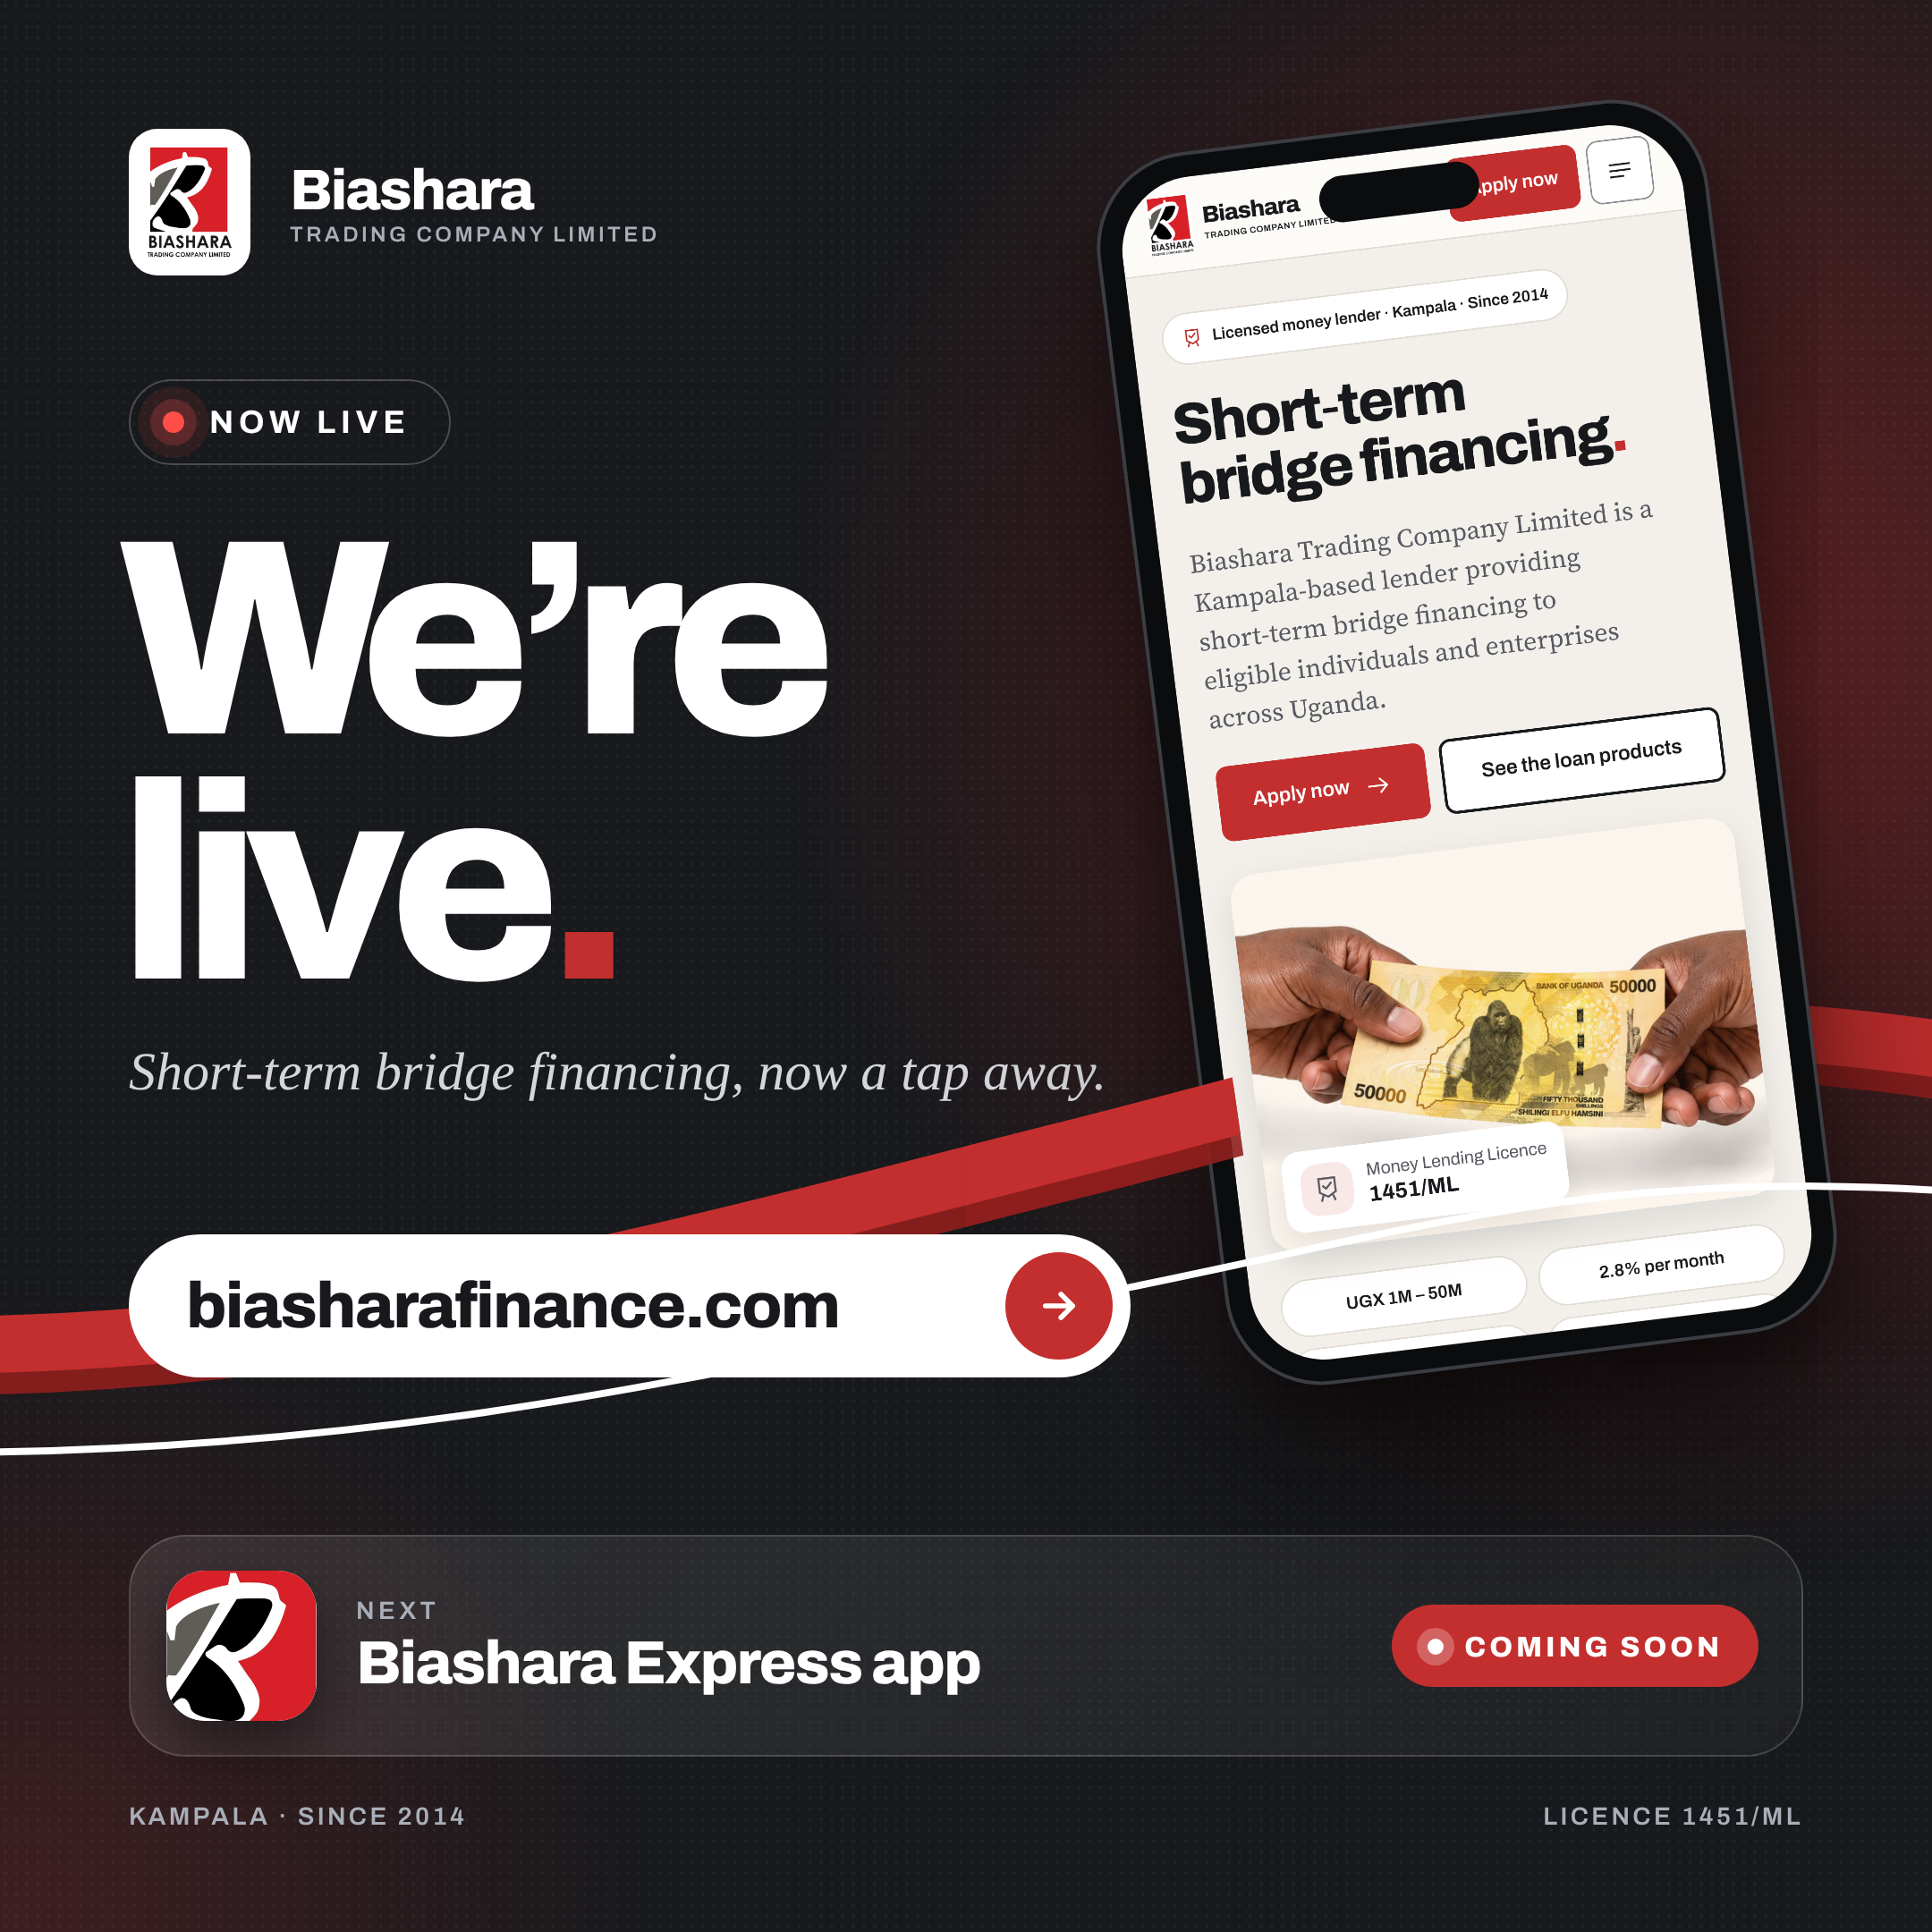 BIASHARA
TRADING COMPANY LIMITED
Biashara
TRADING COMPANY LIMITED
NOW LIVE
We’re
live.
Short-term bridge financing, now a tap away.
biasharafinance.com
BIASHARA
TRADING COMPANY LIMITED
Biashara
TRADING COMPANY LIMITED
pply now
Licensed money lender · Kampala · Since 2014
Short-term
bridge financing.
Biashara Trading Company Limited is a
Kampala-based lender providing
short-term bridge financing to
eligible individuals and enterprises
across Uganda.
Apply now
See the loan products
BANK OF UGANDA 50000
50000
FIFTY THOUSAND
SHILLINGS
SHILINGI ELFU HAMSINI
Money Lending Licence
1451/ML
UGX 1M – 50M
2.8% per month
NEXT
Biashara Express app
COMING SOON
KAMPALA · SINCE 2014
LICENCE 1451/ML